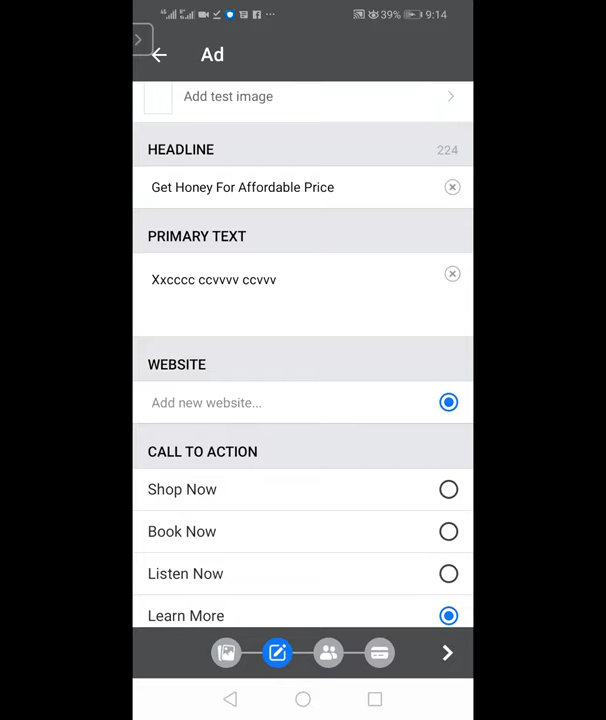 39% 9:14
Ad
Add test image
HEADLINE 224
Get Honey For Affordable Price
PRIMARY TEXT
Xxcccc ccvvvv ccvvv
WEBSITE
Add new website...
CALL TO ACTION
Shop Now
Book Now
Listen Now
Learn More